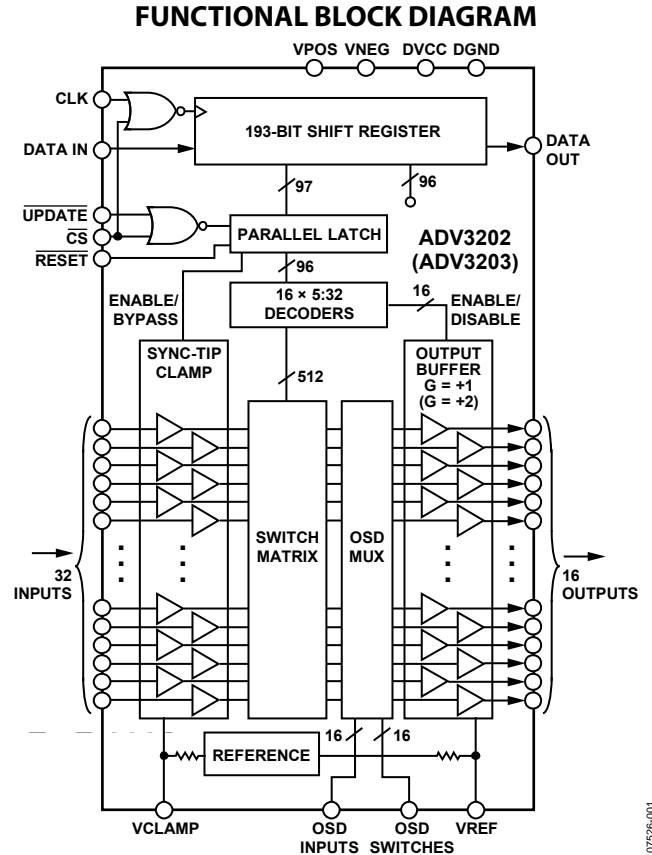 FUNCTIONAL BLOCK DIAGRAM
VPOS VNEG DVCC DGND
CLK
193-BIT SHIFT REGISTER
DATA IN
DATA
OUT
97
96
UPDATE
CS
RESET
PARALLEL LATCH
ADV3202
(ADV3203)
96
ENABLE/
BYPASS
16 × 5:32
DECODERS
16
ENABLE/
DISABLE
SYNC-TIP
CLAMP
512
OUTPUT
BUFFER
G = +1
(G = +2)
SWITCH
MATRIX
OSD
MUX
32
INPUTS
16
OUTPUTS
16
16
REFERENCE
VCLAMP
OSD
INPUTS
OSD
SWITCHES
VREF
07526-001